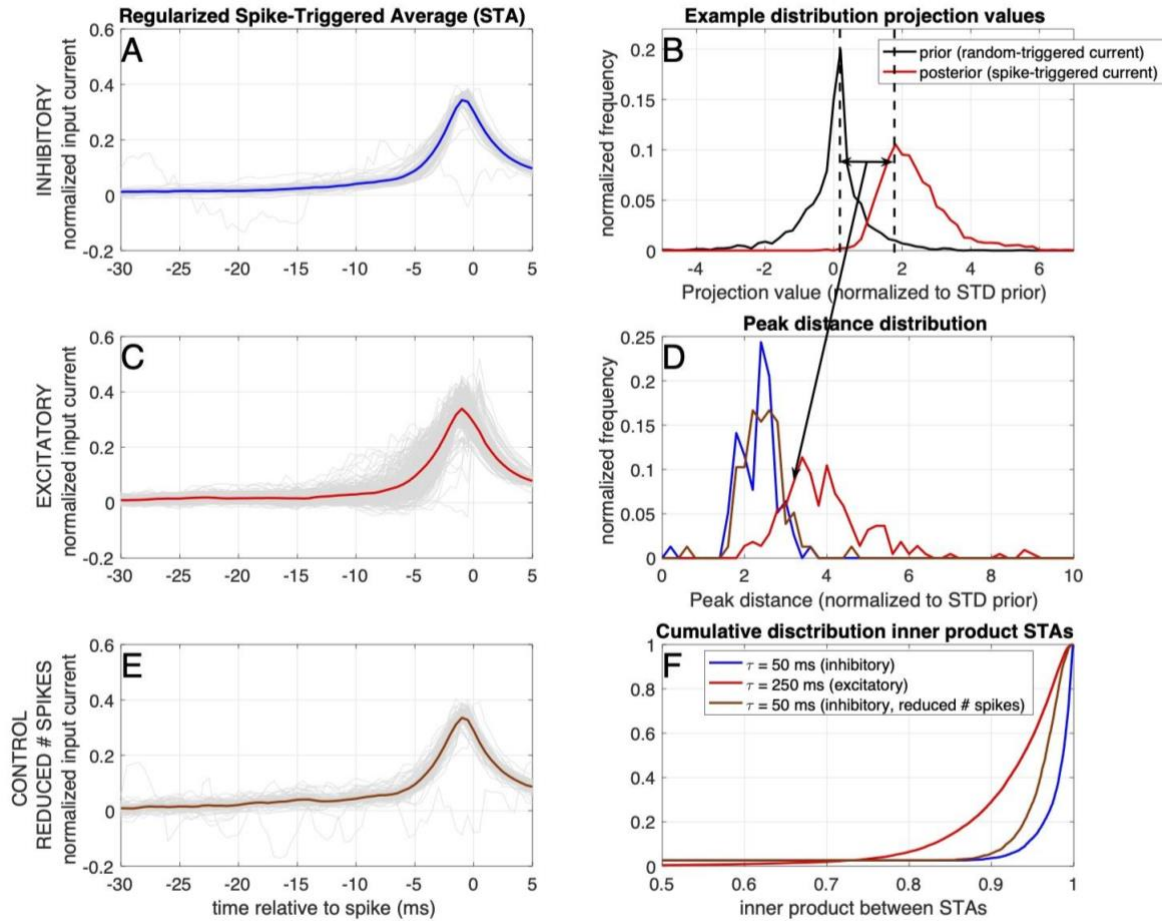 Regularized Spike-Triggered Average (STA)
A
INHIBITORY
normalized input current
0.6
0.4
0.2
0
-0.2
-30 -25 -20 -15 -10 -5 0 5
Example distribution projection values
B
prior (random-triggered current)
posterior (spike-triggered current)
normalized frequency
0.2
0.15
0.1
0.05
0
-4 -2 0 2 4 6
Projection value (normalized to STD prior)
C
EXCITATORY
normalized input current
0.6
0.4
0.2
0
-0.2
-30 -25 -20 -15 -10 -5 0 5
Peak distance distribution
D
normalized frequency
0.25
0.2
0.15
0.1
0.05
0
0 2 4 6 8 10
Peak distance (normalized to STD prior)
E
CONTROL
REDUCED # SPIKES
normalized input current
0.6
0.4
0.2
0
-0.2
-30 -25 -20 -15 -10 -5 0 5
time relative to spike (ms)
Cumulative disctribution inner product STAs
F
τ = 50 ms (inhibitory)
τ = 250 ms (excitatory)
τ = 50 ms (inhibitory, reduced # spikes)
1
0.8
0.6
0.4
0.2
0
0.5 0.6 0.7 0.8 0.9 1
inner product between STAs